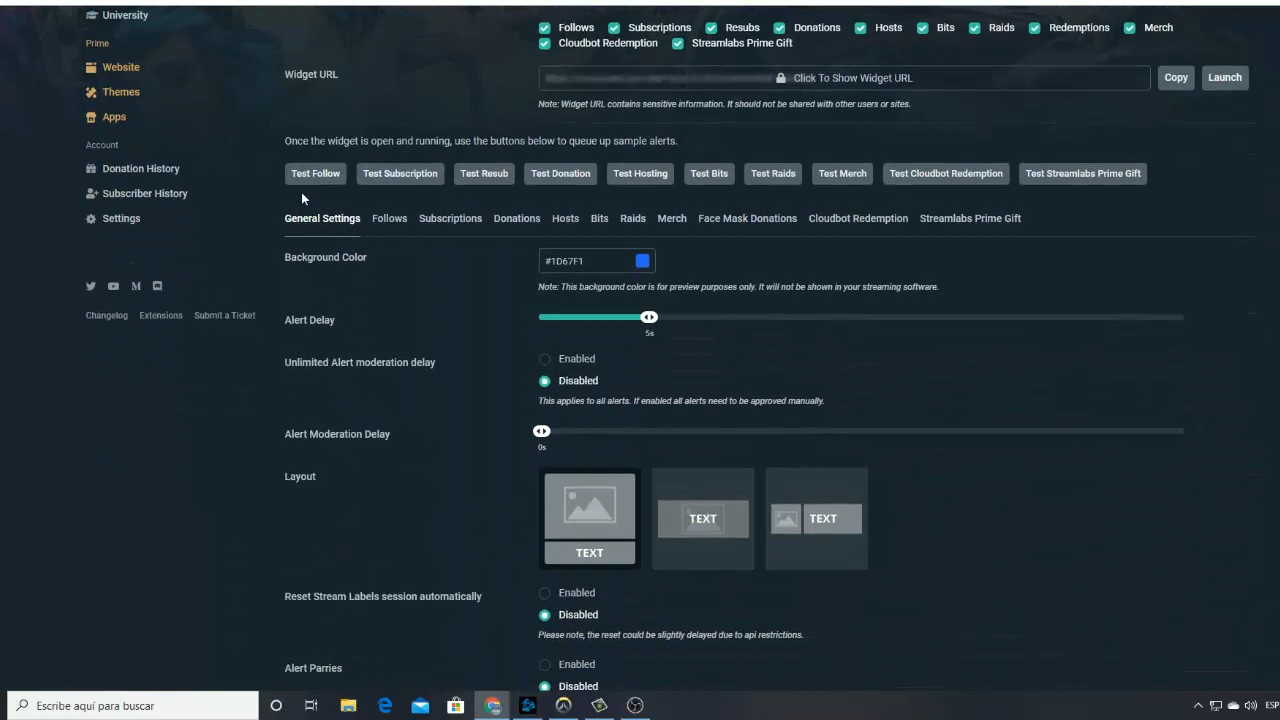 University
Follows Subscriptions Resubs Donations Hosts Bits Raids Redemptions Merch
Prime
Cloudbot Redemption Streamlabs Prime Gift
Website
Widget URL
Click To Show Widget URL
Copy
Launch
Themes
Note: Widget URL contains sensitive information. It should not be shared with other users or sites.
Apps
Account
Once the widget is open and running, use the buttons below to queue up sample alerts.
Donation History
Test Follow Test Subscription Test Resub Test Donation Test Hosting Test Bits Test Raids Test Merch Test Cloudbot Redemption Test Streamlabs Prime Gift
Subscriber History
Settings
General Settings Follows Subscriptions Donations Hosts Bits Raids Merch Face Mask Donations Cloudbot Redemption Streamlabs Prime Gift
Background Color
#1D67F1
Note: This background color is for preview purposes only. It will not be shown in your streaming software.
Changelog Extensions Submit a Ticket
Alert Delay
5s
Unlimited Alert moderation delay
Enabled
Disabled
This applies to all alerts. If enabled all alerts need to be approved manually.
Alert Moderation Delay
0s
Layout
TEXT
TEXT
TEXT
Reset Stream Labels session automatically
Enabled
Disabled
Please note, the reset could be slightly delayed due to api restrictions.
Alert Parries
Enabled
Disabled
Escribe aquí para buscar
ESP